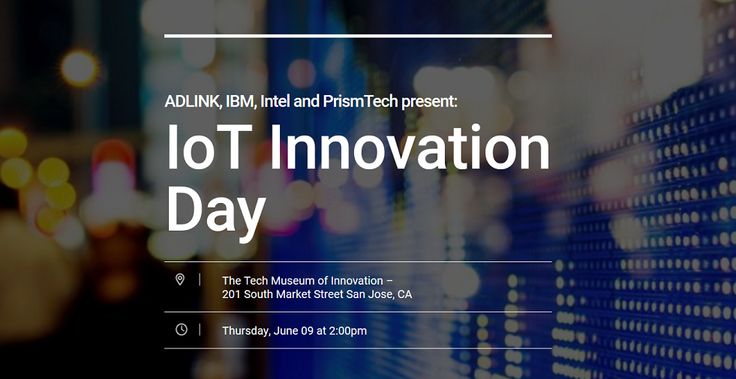 ADLINK, IBM, Intel and PrismTech present:
IoT Innovation
Day
The Tech Museum of Innovation –
201 South Market Street San Jose, CA
Thursday, June 09 at 2:00pm